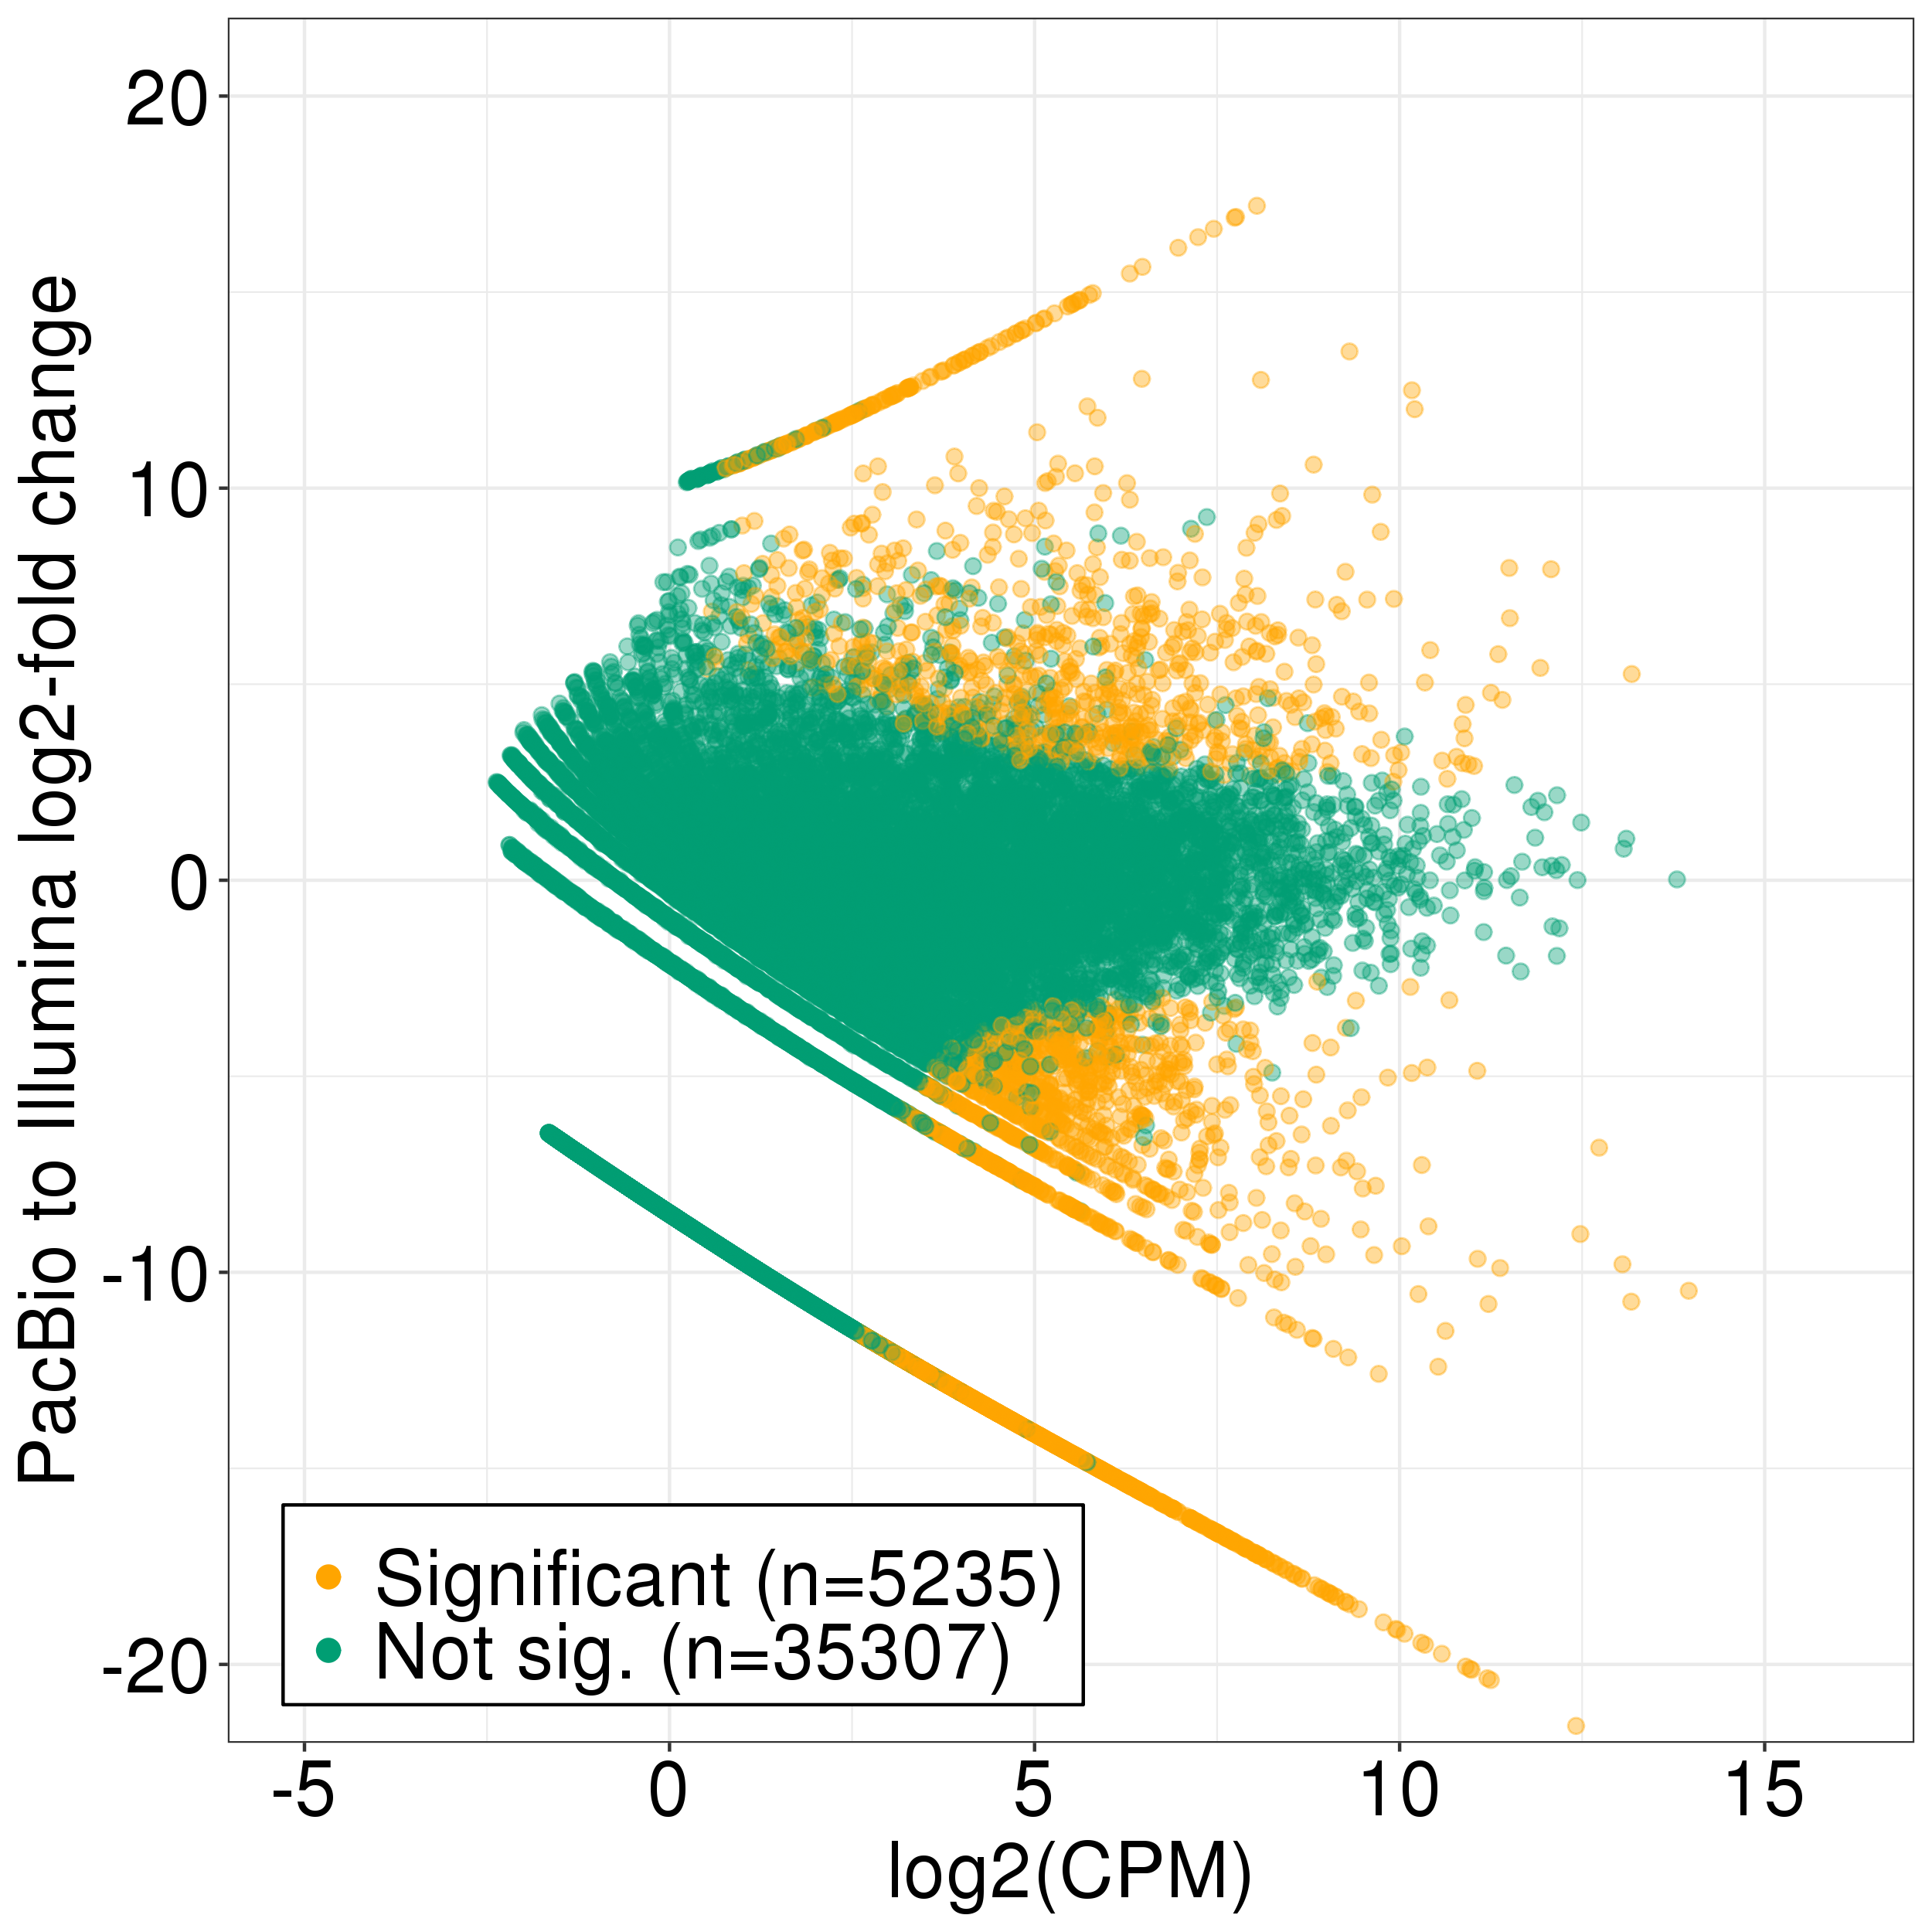 20
10
0
-10
-20
PacBio to Illumina log2-fold change
Significant (n=5235)
Not sig. (n=35307)
-5 0 5 10 15
log2(CPM)